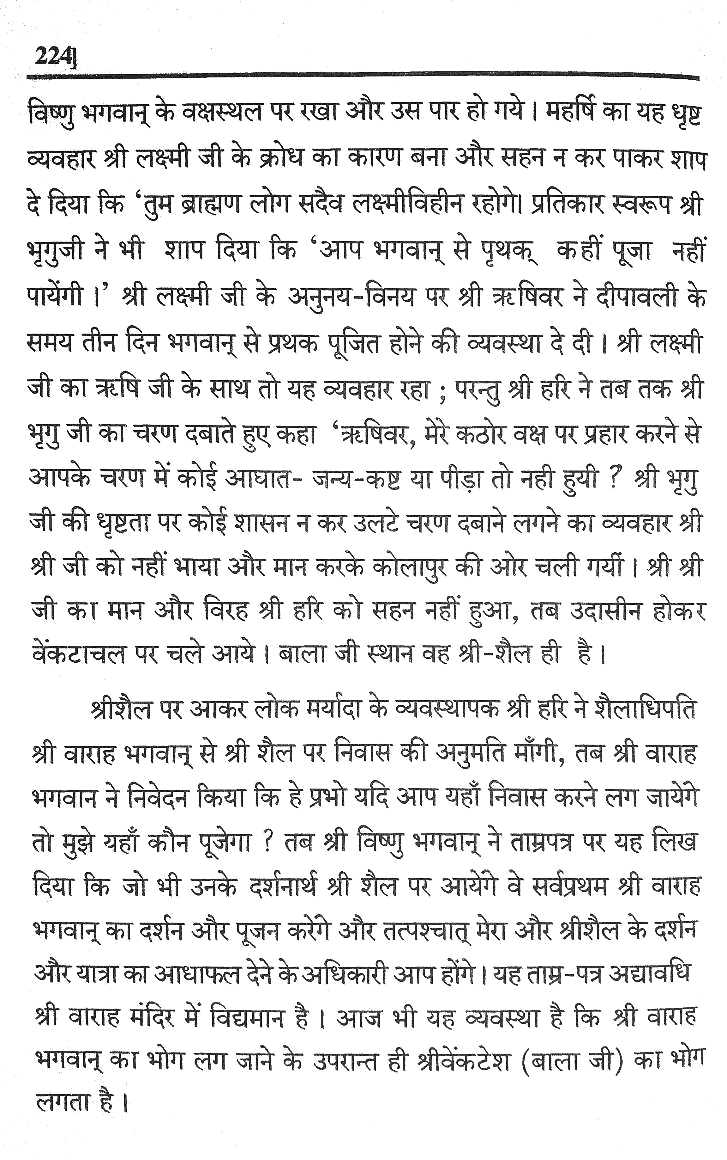 224]
विष्णु भगवान् के वक्षस्थल पर रखा और उस पार हो गये । महर्षि का यह धृष्ट
व्यवहार श्री लक्ष्मी जी के क्रोध का कारण बना और सहन न कर पाकर शाप
दे दिया कि ‘तुम ब्राह्मण लोग सदैव लक्ष्मीविहीन रहोगे। प्रतिकार स्वरूप श्री
भृगुजी ने भी शाप दिया कि ‘आप भगवान् से पृथक् कहीं पूजा नहीं
पायेंगी ।’ श्री लक्ष्मी जी के अनुनय-विनय पर श्री ऋषिवर ने दीपावली के
समय तीन दिन भगवान् से प्रथक पूजित होने की व्यवस्था दे दी । श्री लक्ष्मी
जी का ऋषि जी के साथ तो यह व्यवहार रहा ; परन्तु श्री हरि ने तब तक श्री
भृगु जी का चरण दबाते हुए कहा ‘ऋषिवर, मेरे कठोर वक्ष पर प्रहार करने से
आपके चरण में कोई आघात- जन्य-कष्ट या पीड़ा तो नही हुयी ? श्री भृगु
जी की धृष्टता पर कोई शासन न कर उलटे चरण दबाने लगने का व्यवहार श्री
श्री जी को नहीं भाया और मान करके कोलापुर की ओर चली गयीं । श्री श्री
जी का मान और विरह श्री हरि को सहन नहीं हुआ, तब उदासीन होकर
वेंकटाचल पर चले आये । बाला जी स्थान वह श्री-शैल ही है ।
श्रीशैल पर आकर लोक मर्यादा के व्यवस्थापक श्री हरि ने शैलाधिपति
श्री वाराह भगवान् से श्री शैल पर निवास की अनुमति माँगी, तब श्री वाराह
भगवान ने निवेदन किया कि हे प्रभो यदि आप यहाँ निवास करने लग जायेंगे
तो मुझे यहाँ कौन पूजेगा ? तब श्री विष्णु भगवान् ने ताम्रपत्र पर यह लिख
दिया कि जो भी उनके दर्शनार्थ श्री शैल पर आयेंगे वे सर्वप्रथम श्री वाराह
भगवान् का दर्शन और पूजन करेंगे और तत्पश्चात् मेरा और श्रीशैल के दर्शन
और यात्रा का आधाफल देने के अधिकारी आप होंगे । यह ताम्र-पत्र अद्यावधि
श्री वाराह मंदिर में विद्यमान है । आज भी यह व्यवस्था है कि श्री वाराह
भगवान् का भोग लग जाने के उपरान्त ही श्रीवेंकटेश (बाला जी) का भोग
लगता है ।